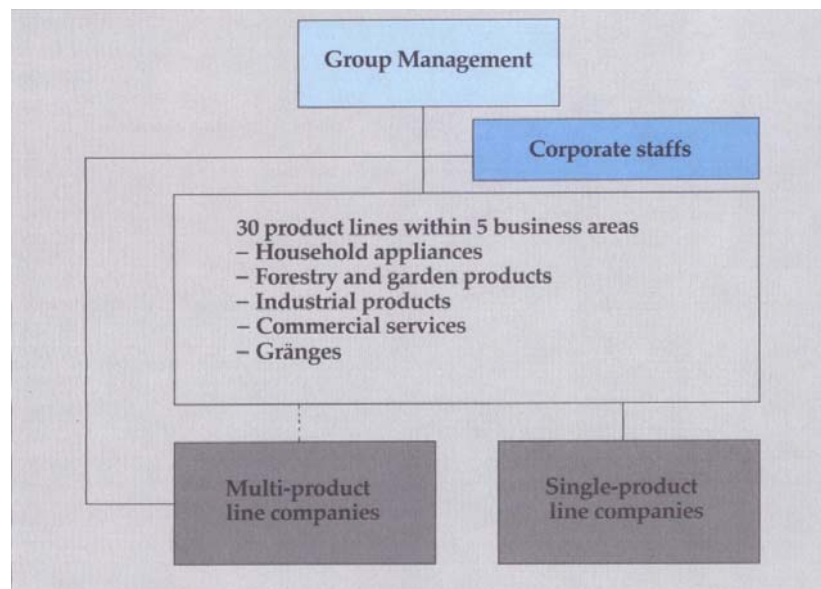 Group Management
Corporate staffs
30 product lines within 5 business areas
– Household appliances
– Forestry and garden products
– Industrial products
– Commercial services
– Gränges
Multi-product
line companies
Single-product
line companies